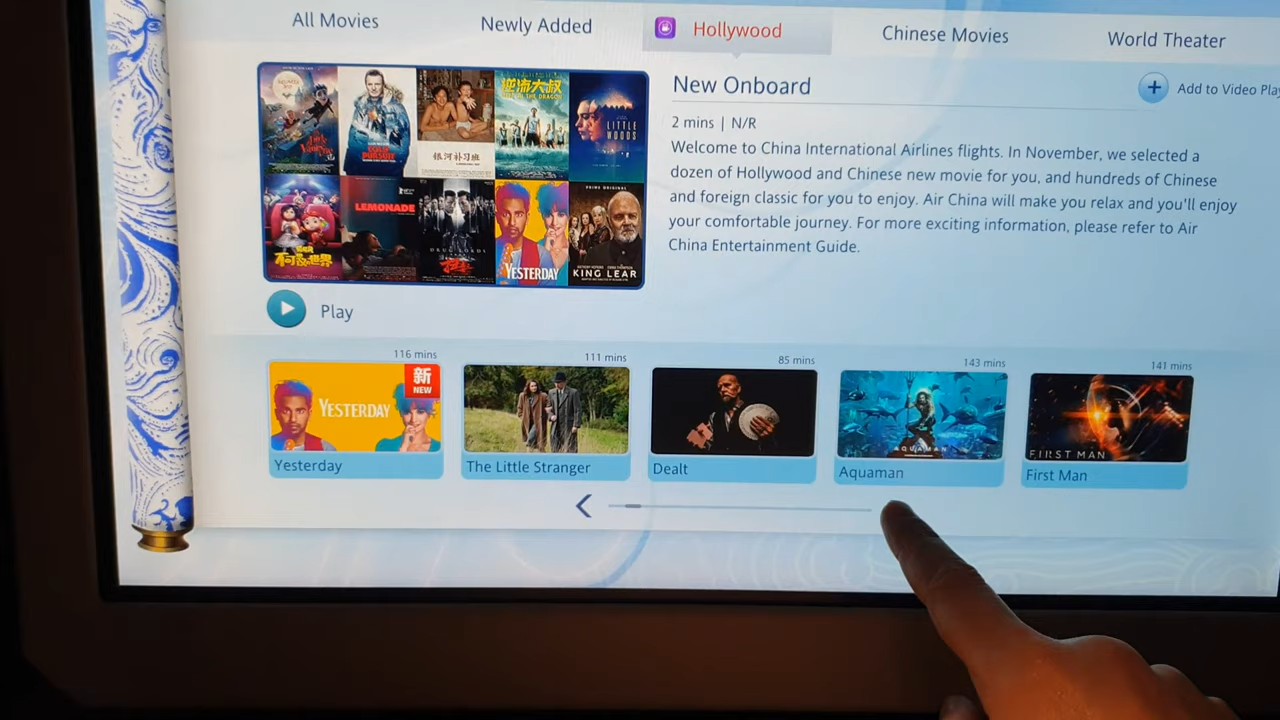 All Movies
Newly Added
Hollywood
Chinese Movies
World Theater
New Onboard
Add to Video Play
2 mins | N/R
Welcome to China International Airlines flights. In November, we selected a
dozen of Hollywood and Chinese new movie for you, and hundreds of Chinese
and foreign classic for you to enjoy. Air China will make you relax and you'll enjoy
your comfortable journey. For more exciting information, please refer to Air
China Entertainment Guide.
COLD
PURSUIT
银河补习班
逆流大叔
LITTLE
WOODS
LEMONADE
YESTERDAY
PRIME ORIGINAL
KING LEAR
Play
116 mins
111 mins
85 mins
143 mins
141 mins
新
NEW
YESTERDAY
AQUAMAN
FIRST MAN
Yesterday
The Little Stranger
Dealt
Aquaman
First Man